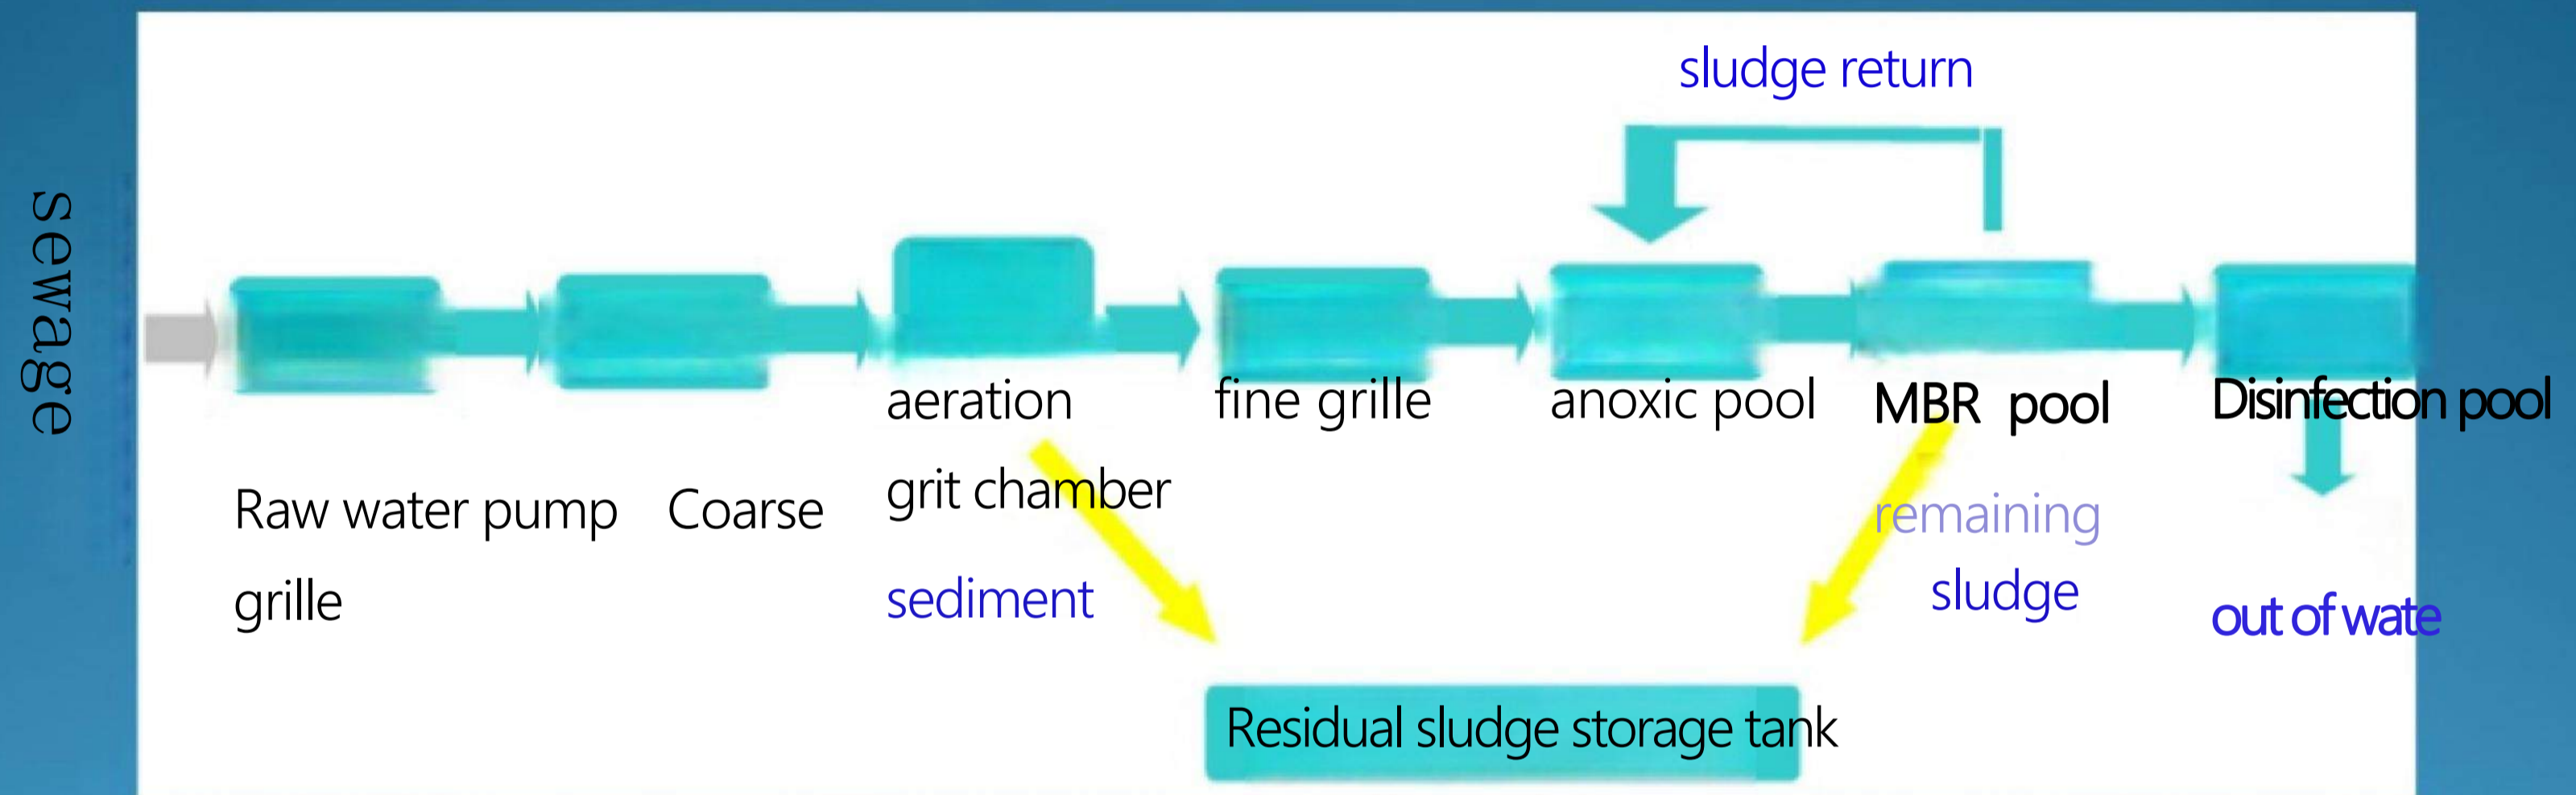 sludge return
Sewage
aeration
grit chamber
sediment
fine grille
anoxic pool
MBR pool
Disinfection pool
Raw water pump Coarse
grille
remaining
sludge
out of wate
Residual sludge storage tank